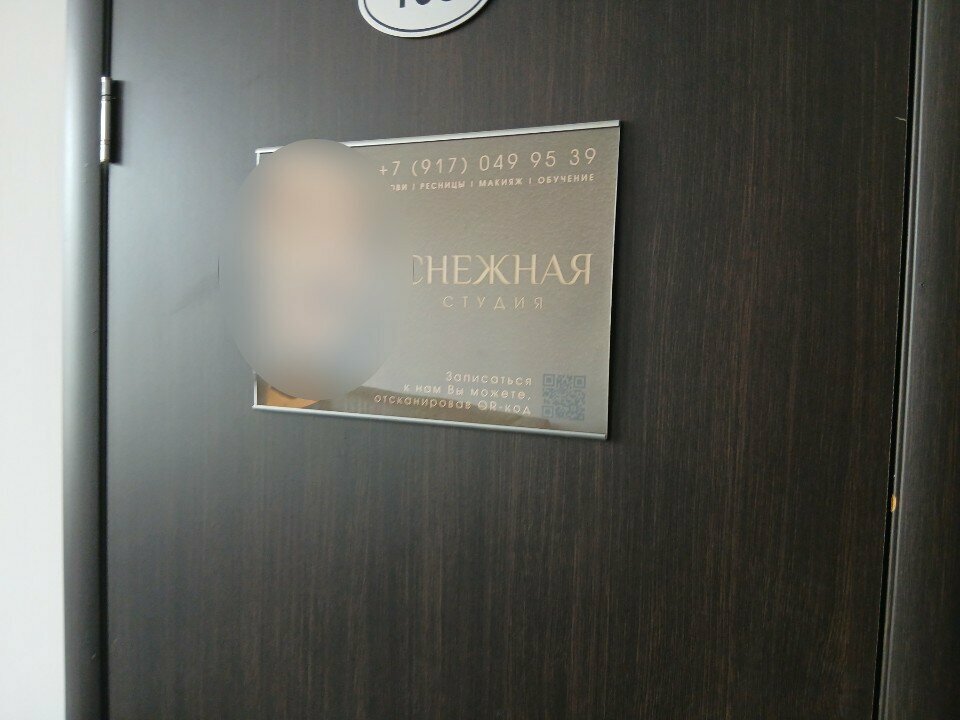 +7 (917) 049 95 39
| РЕСНИЦЫ | МАКИЯЖ | ОБУЧЕНИЕ
СНЕЖНАЯ
СТУДИЯ
Записаться
к нам Вы можете,
отсканировав QR-код